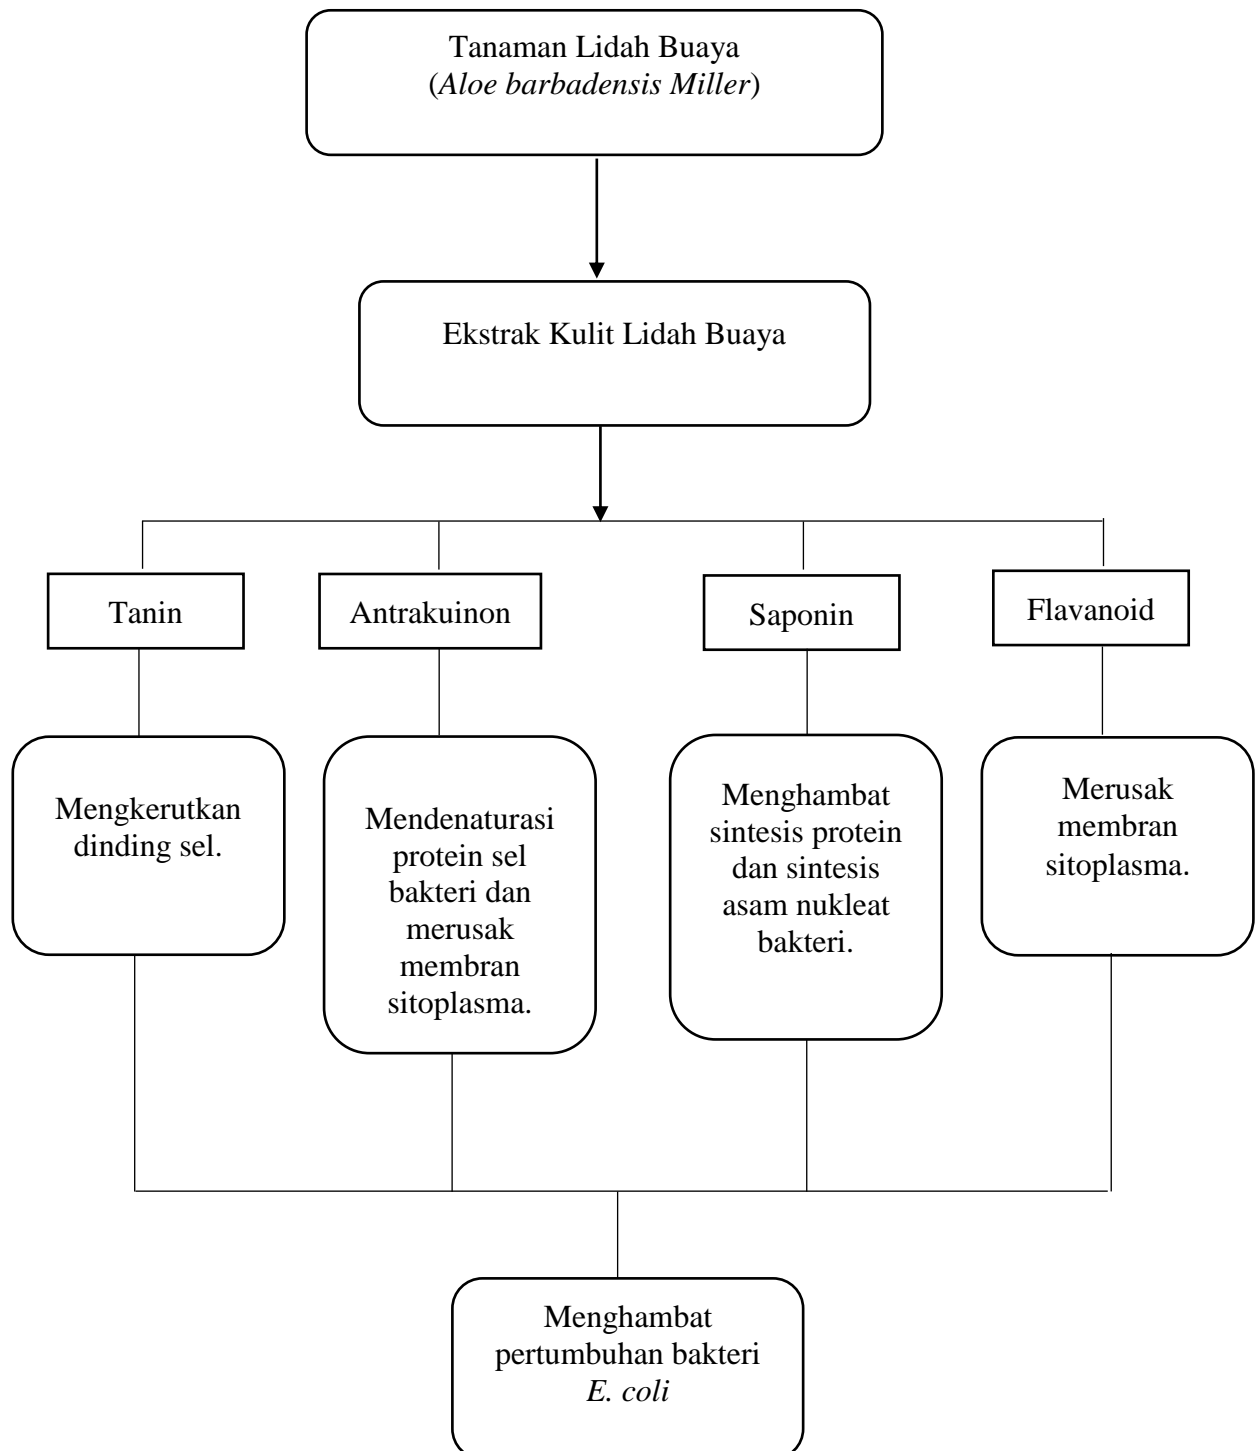 Tanaman Lidah Buaya
(Aloe barbadensis Miller)
Ekstrak Kulit Lidah Buaya
Tanin
Antrakuinon
Saponin
Flavanoid
Mengkerutkan
dinding sel.
Mendenaturasi
protein sel
bakteri dan
merusak
membran
sitoplasma.
Menghambat
sintesis protein
dan sintesis
asam nukleat
bakteri.
Merusak
membran
sitoplasma.
Menghambat
pertumbuhan bakteri
E. coli